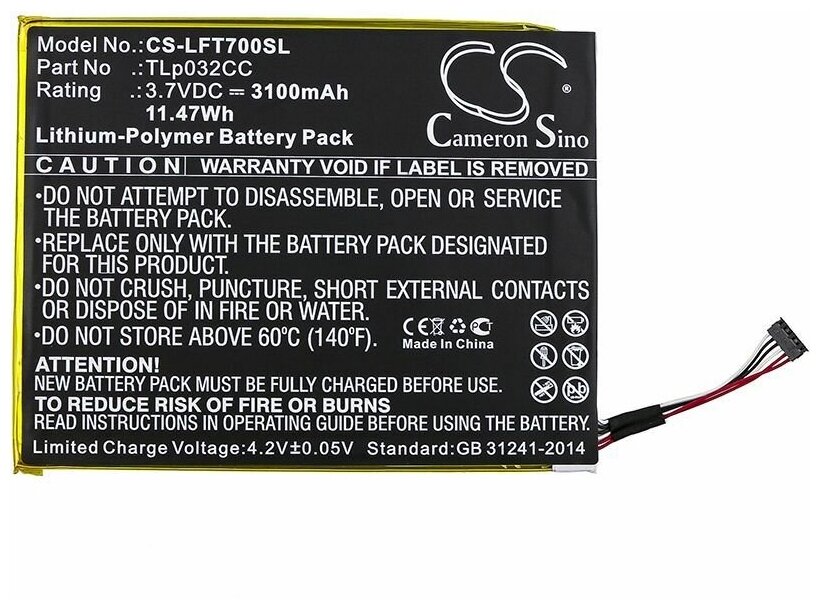 Model No.:CS-LFT700SL
Part No .:TLp032CC
Rating .:3.7VDC ⎓ 3100mAh
11.47Wh
Lithium-Polymer Battery Pack
CS
®
Cameron Sino
CAUTION WARRANTY VOID IF LABEL IS REMOVED
•DO NOT ATTEMPT TO DISASSEMBLE, OPEN OR SERVICE
THE BATTERY PACK.
•REPLACE ONLY WITH THE BATTERY PACK DESIGNATED
FOR THIS PRODUCT.
•DO NOT CRUSH, PUNCTURE, SHORT EXTERNAL CONTACTS
OR DISPOSE OF IN FIRE OR WATER.
•DO NOT STORE ABOVE 60ºC (140ºF).
CE
Made In China
ATTENTION!
NEW BATTERY PACK MUST BE FULLY CHARGED BEFORE USE.
TO REDUCE RISK OF FIRE OR BURNS
READ INSTRUCTIONS OF OPERATING GUIDE BEFORE USING BATTERY.
Limited Charge Voltage:4.2V±0.05V Standard:GB 31241-2014